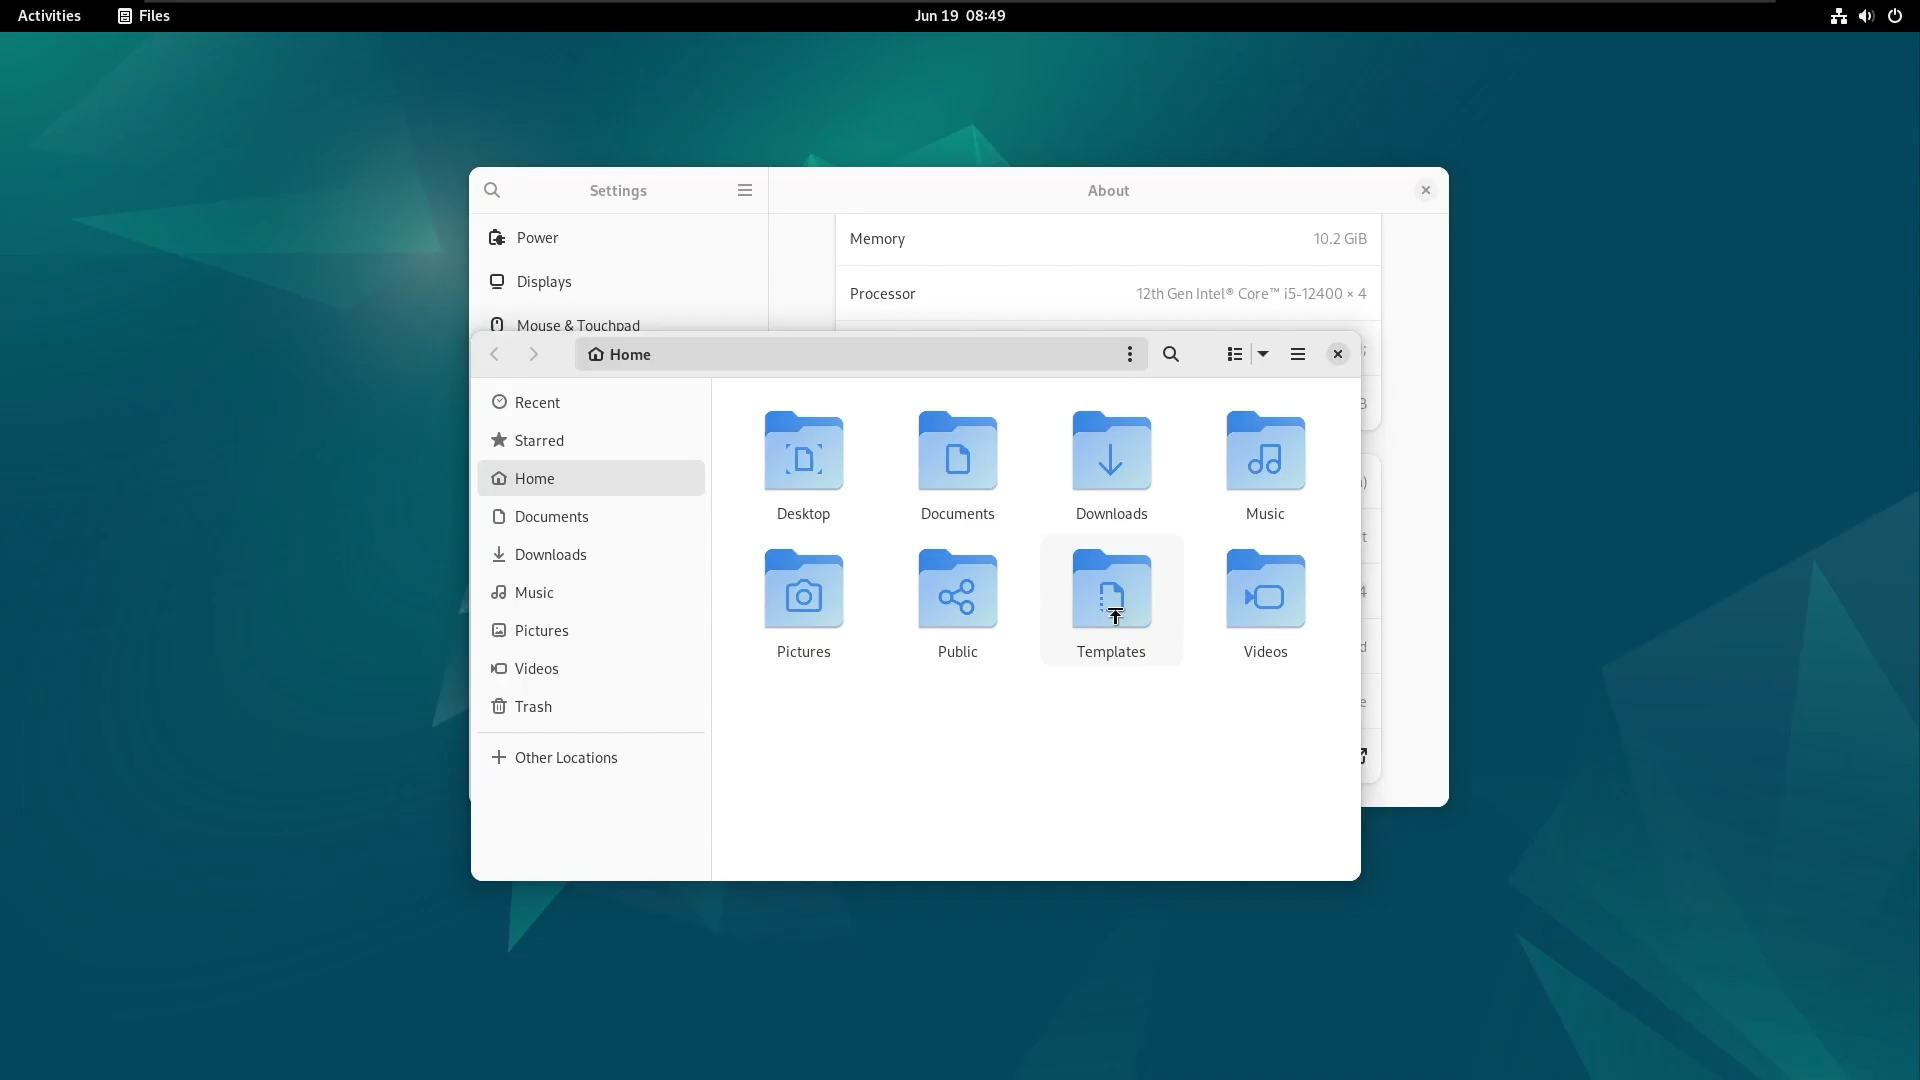 Activities
Files
Jun 19 08:49
Settings
About
Power
Displays
Mouse & Touchpad
Memory
10.2 GiB
Processor
12th Gen Intel® Core™ i5-12400 × 4
Home
Recent
Starred
Home
Documents
Downloads
Music
Pictures
Videos
Trash
Other Locations
Desktop
Documents
Downloads
Music
Pictures
Public
Templates
Videos